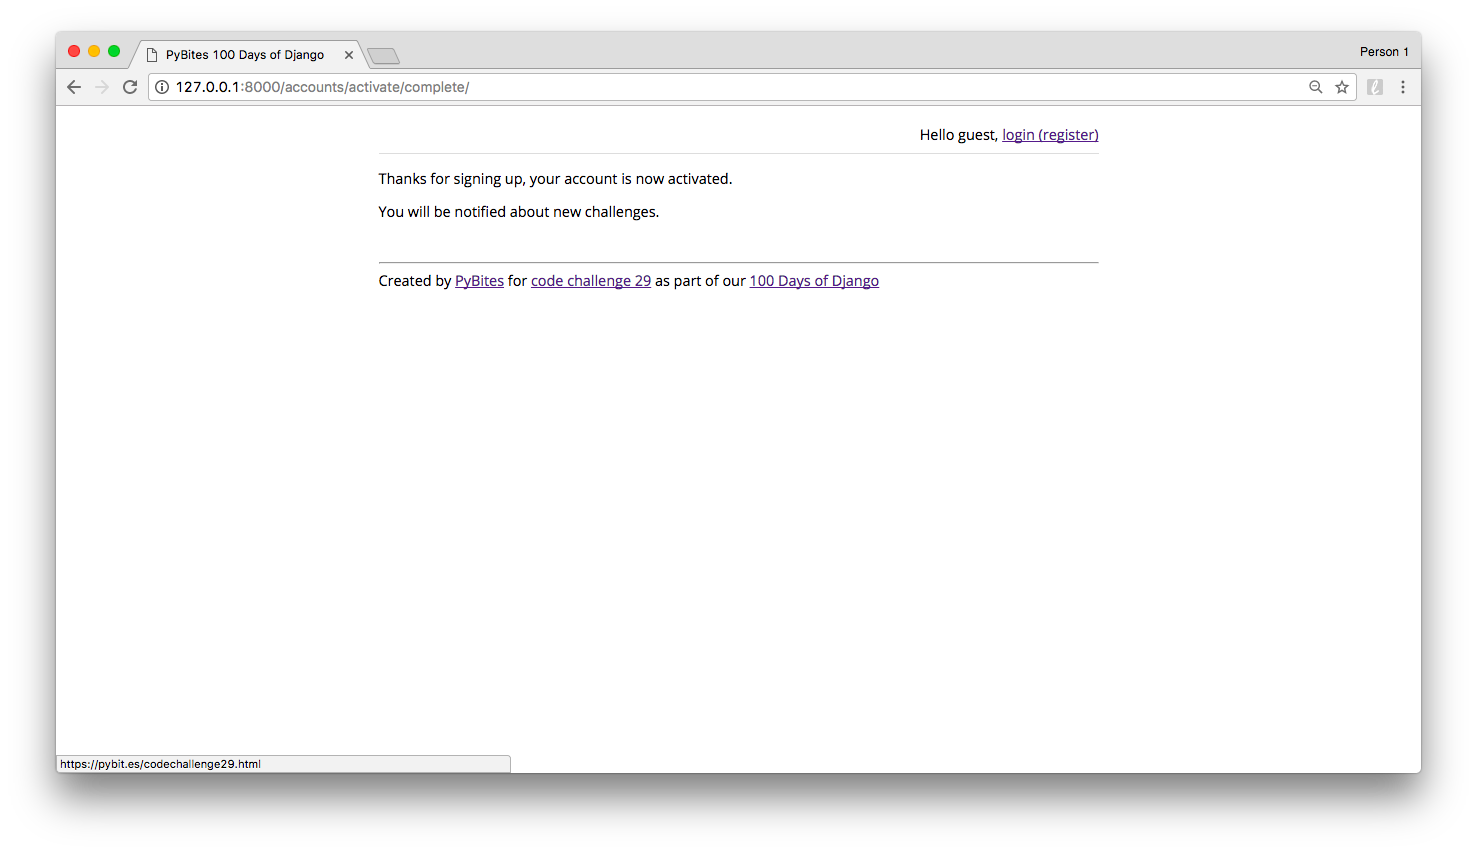 PyBites 100 Days of Django
Person 1
127.0.0.1:8000/accounts/activate/complete/
Hello guest, login (register)
Thanks for signing up, your account is now activated.
You will be notified about new challenges.
Created by PyBites for code challenge 29 as part of our 100 Days of Django
https://pybit.es/codechallenge29.html